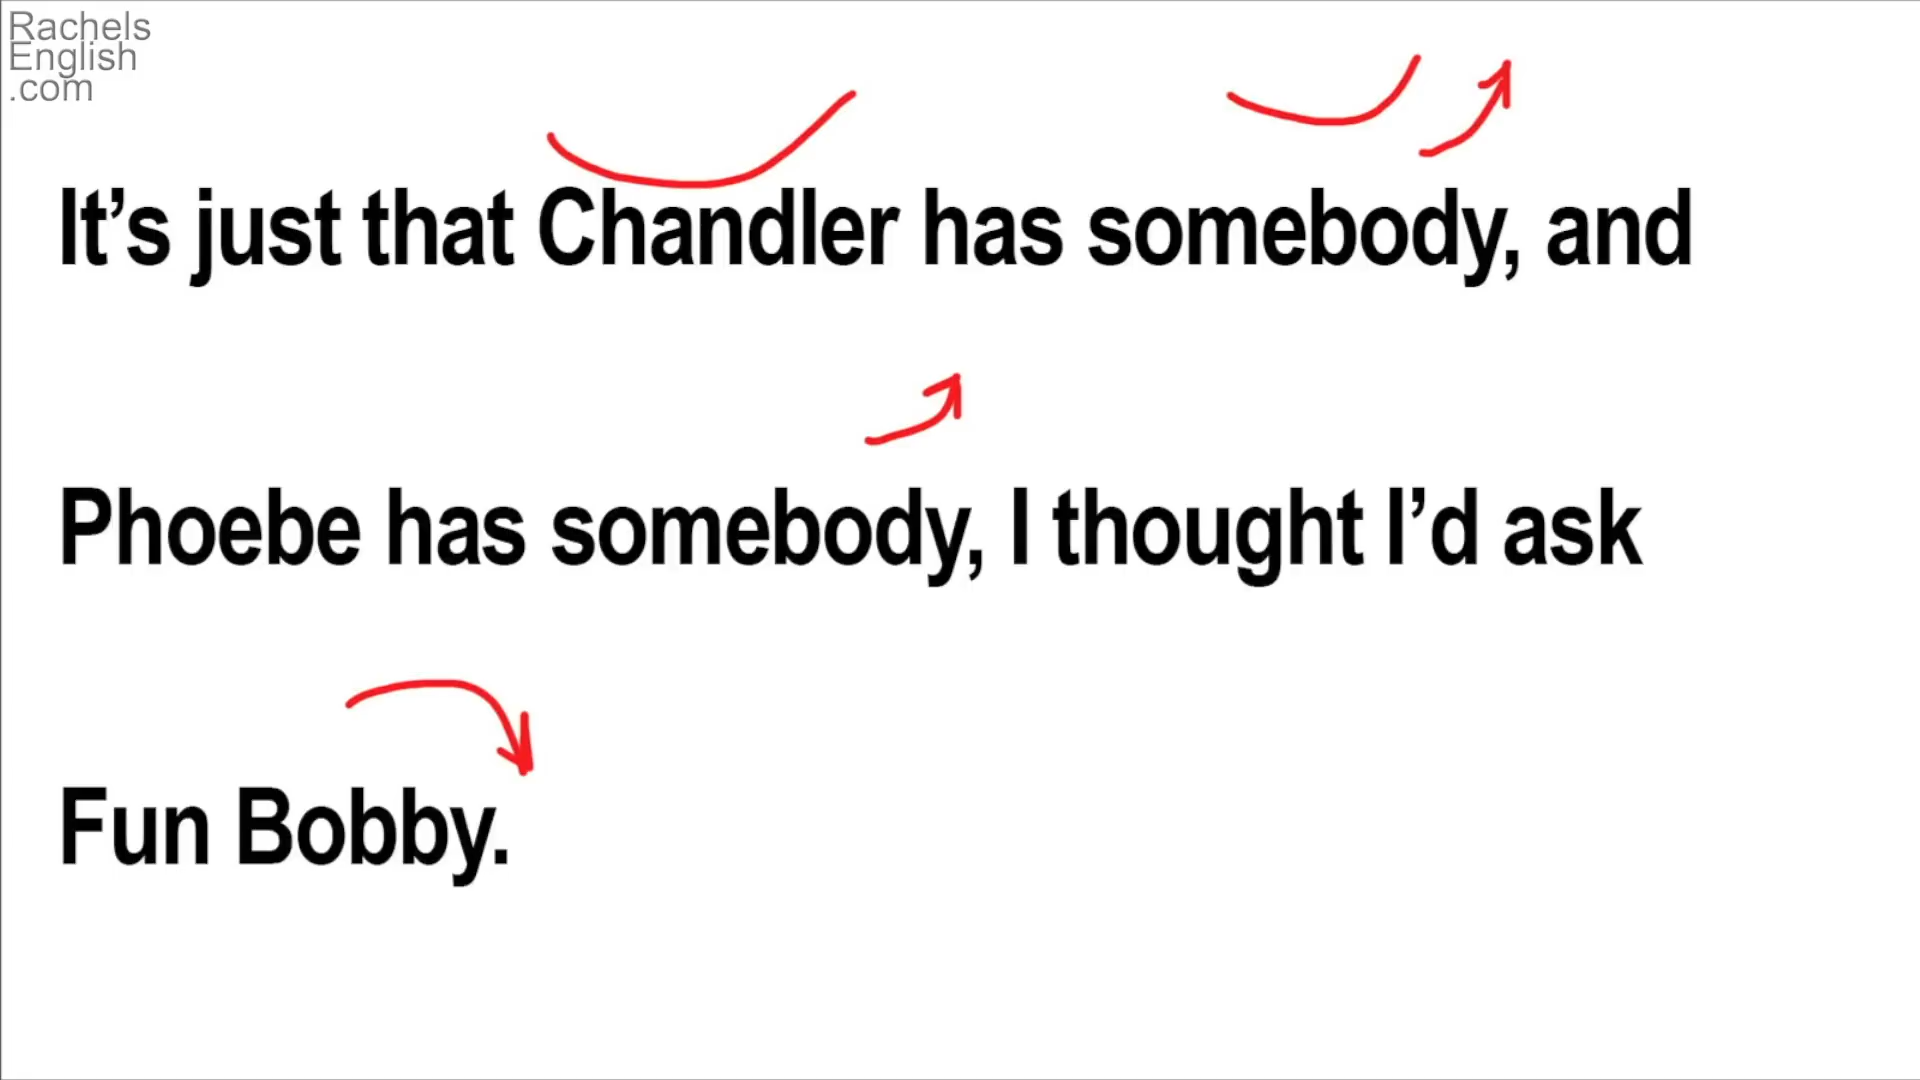 Rachels
English
.com
It’s just that Chandler has somebody, and
Phoebe has somebody, I thought I’d ask
Fun Bobby.